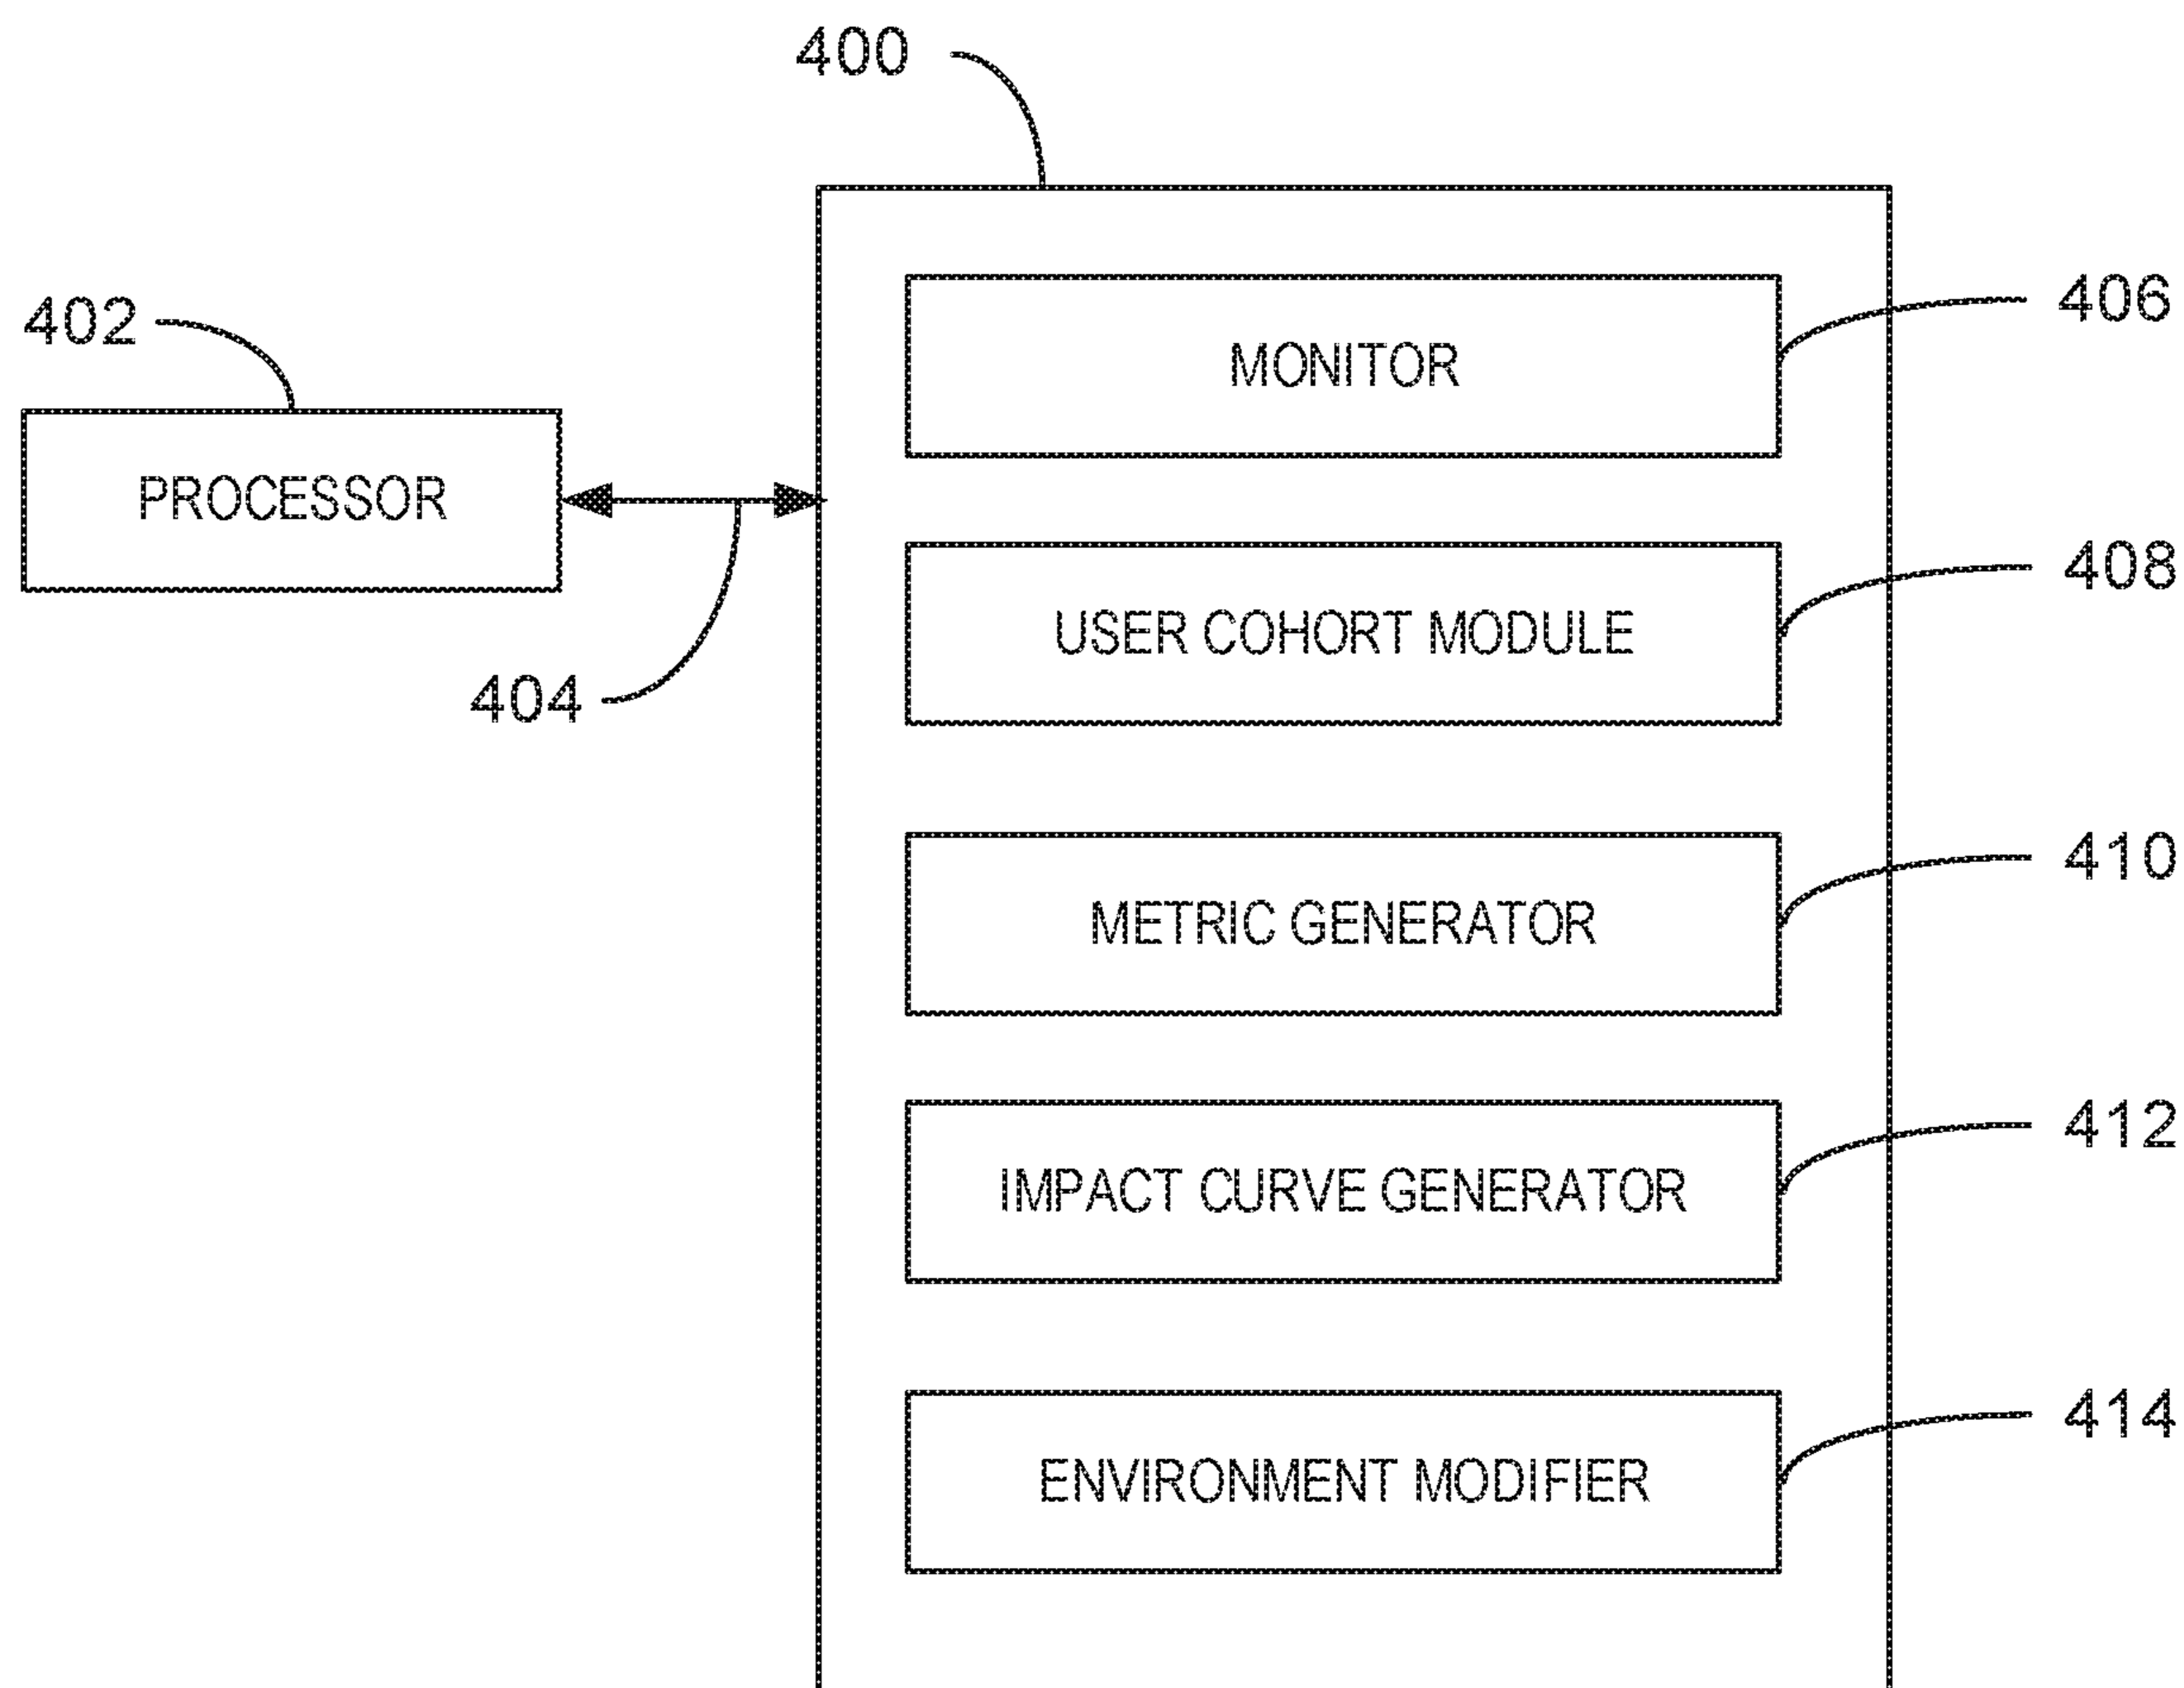 400
402
PROCESSOR
404
MONITOR
406
USER COHORT MODULE
408
METRIC GENERATOR
410
IMPACT CURVE GENERATOR
412
ENVIRONMENT MODIFIER
414